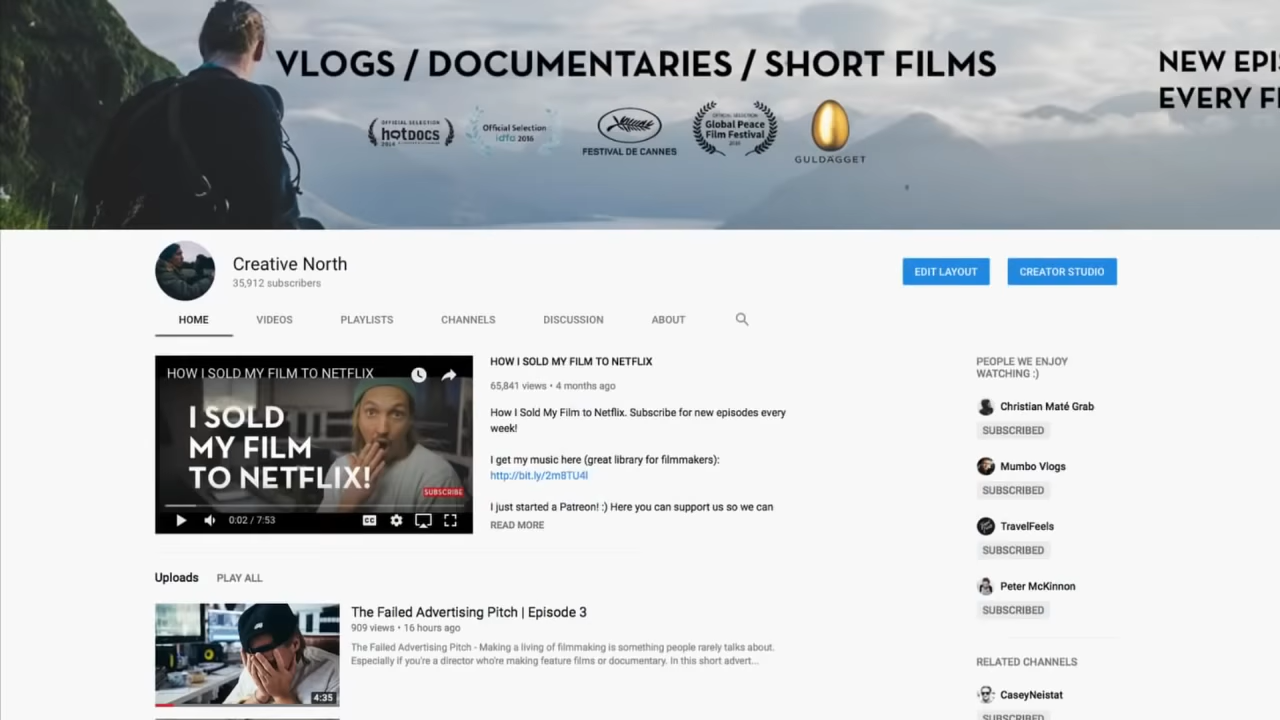 VLOGS / DOCUMENTARIES / SHORT FILMS
NEW EPIS
EVERY FI
OFFICIAL SELECTION
hotDOCS
Official Selection
idfa 2016
FESTIVAL DE CANNES
OFFICIAL SELECTION
Global Peace
Film Festival
GULDÄGGET
Creative North
35,912 subscribers
EDIT LAYOUT
CREATOR STUDIO
HOME
VIDEOS
PLAYLISTS
CHANNELS
DISCUSSION
ABOUT
HOW I SOLD MY FILM TO NETFLIX
I SOLD
MY FILM
TO NETFLIX!
SUBSCRIBE
0:02 / 7:53
CC
HOW I SOLD MY FILM TO NETFLIX
65,841 views • 4 months ago
How I Sold My Film to Netflix. Subscribe for new episodes every
week!
I get my music here (great library for filmmakers):
http://bit.ly/2m8TU4l
I just started a Patreon! :) Here you can support us so we can
READ MORE
PEOPLE WE ENJOY
WATCHING :)
Christian Maté Grab
SUBSCRIBED
Mumbo Vlogs
SUBSCRIBED
TravelFeels
SUBSCRIBED
Peter McKinnon
SUBSCRIBED
RELATED CHANNELS
CaseyNeistat
SUBSCRIBED
Uploads
PLAY ALL
The Failed Advertising Pitch | Episode 3
909 views • 16 hours ago
The Failed Advertising Pitch - Making a living of filmmaking is something people rarely talks about.
Especially if you're a director who're making feature films or documentary. In this short advert...
4:35